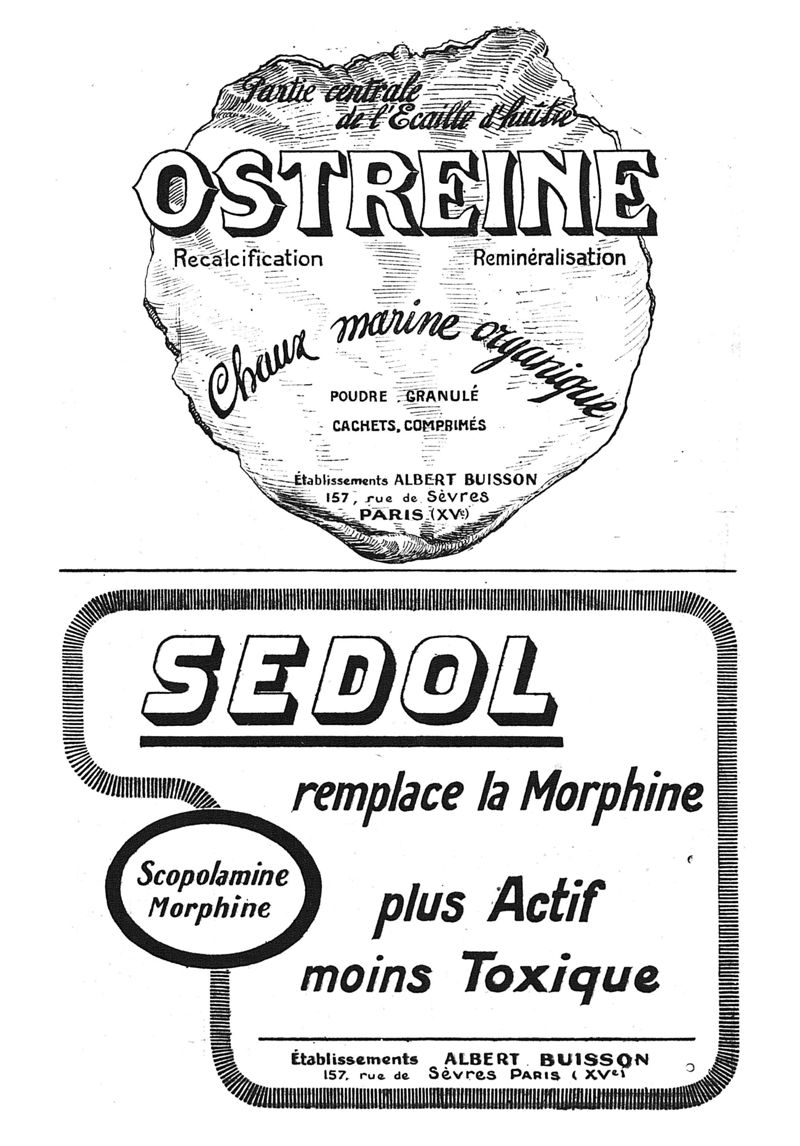 Partie centrale
de l'Ecaille d'huître
OSTREINE
Recalcification Reminéralisation
Chaux marine organique
POUDRE . GRANULÉ
CACHETS, COMPRIMÉS
Établissements ALBERT BUISSON
157, rue de Sèvres
PARIS (XVe)
SEDOL
remplace la Morphine
Scopolamine
Morphine
plus Actif
moins Toxique
Établissements ALBERT BUISSON
157, rue de Sèvres PARIS (XVe)